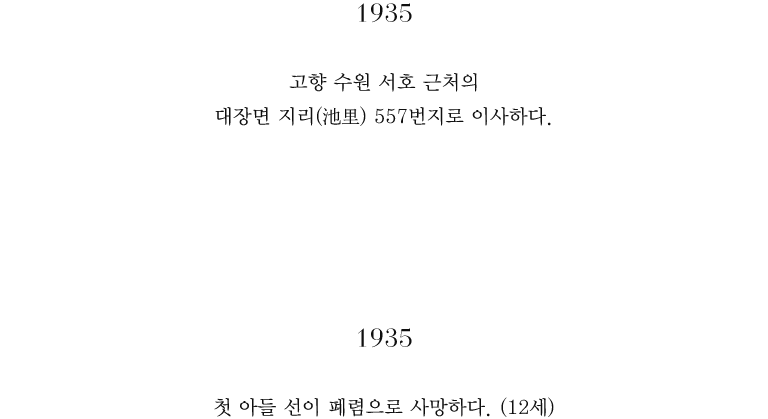 1935
고향 수원 서호 근처의
대장면 지리(池里) 557번지로 이사하다.
1935
첫 아들 선이 폐렴으로 사망하다. (12세)